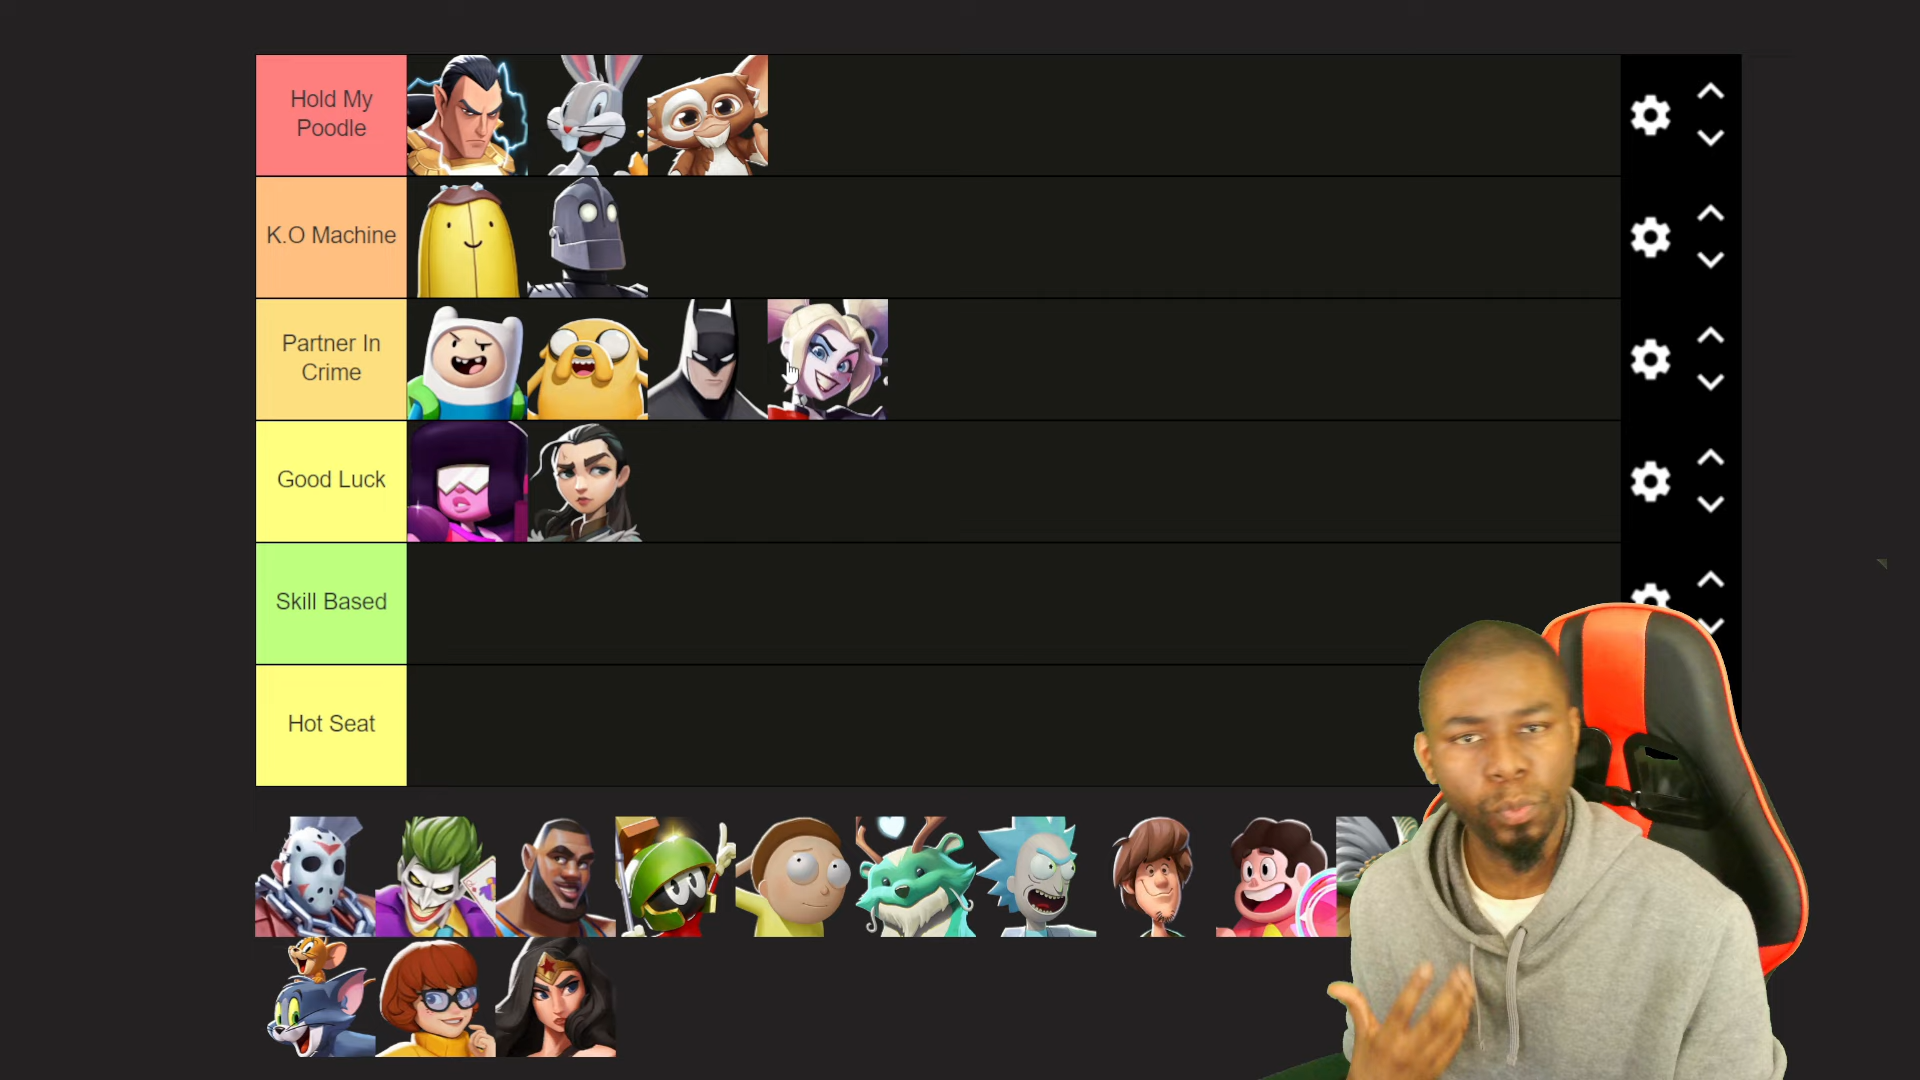 Hold My
Poodle
K.O Machine
Partner In
Crime
Good Luck
Skill Based
Hot Seat